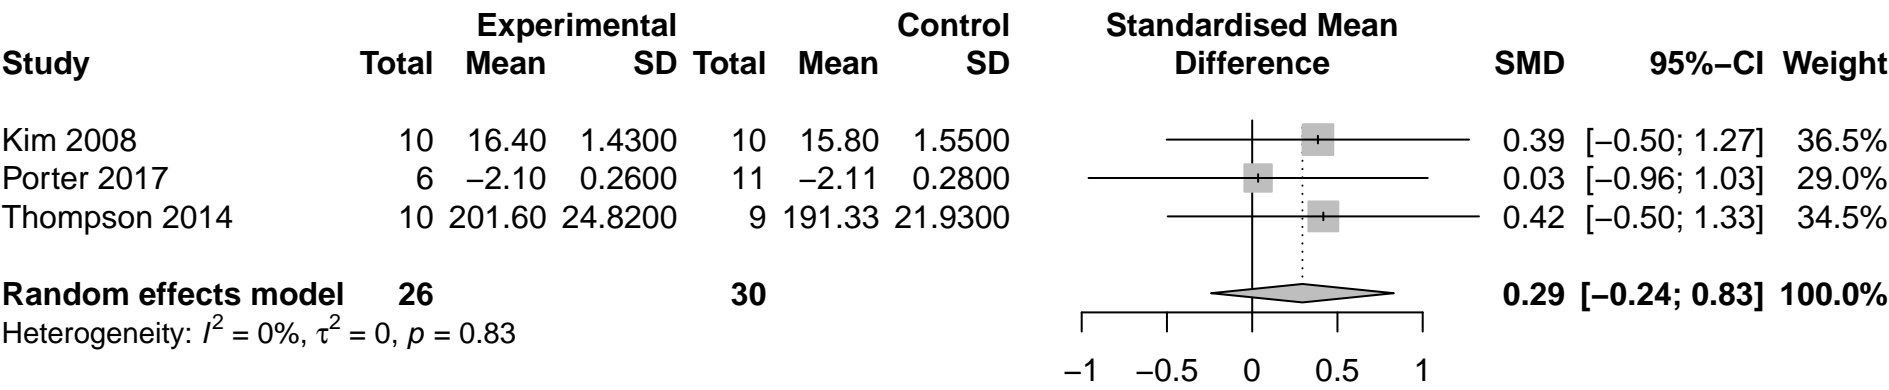 Experimental Control Standardised Mean
Study Total Mean SD Total Mean SD Difference SMD 95%−CI Weight
Kim 2008 10 16.40 1.4300 10 15.80 1.5500 0.39 [−0.50; 1.27] 36.5%
Porter 2017 6 −2.10 0.2600 11 −2.11 0.2800 0.03 [−0.96; 1.03] 29.0%
Thompson 2014 10 201.60 24.8200 9 191.33 21.9300 0.42 [−0.50; 1.33] 34.5%
Random effects model 26 30 0.29 [−0.24; 0.83] 100.0%
Heterogeneity: I² = 0%, τ² = 0, p = 0.83
−1 −0.5 0 0.5 1